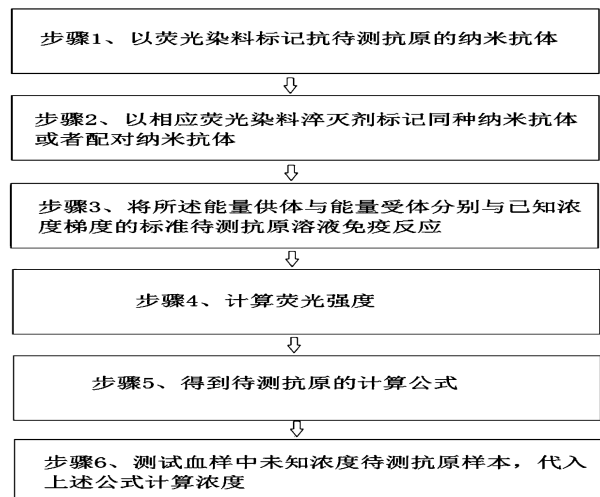 步骤1、以荧光染料标记抗待测抗原的纳米抗体
步骤2、以相应荧光染料淬灭剂标记同种纳米抗体
或者配对纳米抗体
步骤3、将所述能量供体与能量受体分别与已知浓
度梯度的标准待测抗原溶液免疫反应
步骤4、计算荧光强度
步骤5、得到待测抗原的计算公式
步骤6、测试血样中未知浓度待测抗原样本，代入
上述公式计算浓度